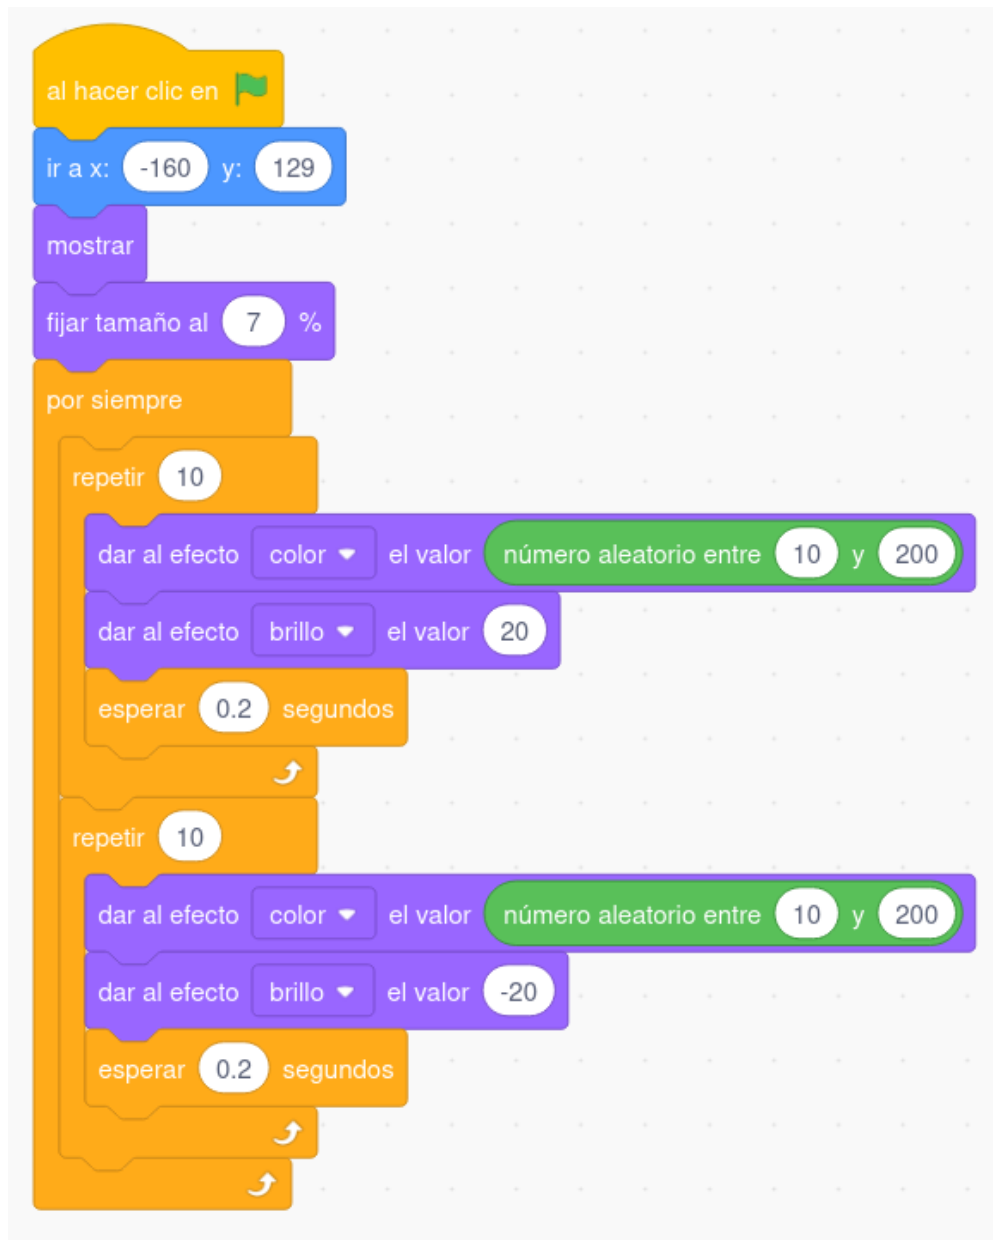 al hacer clic en
ir a x: -160 y: 129
mostrar
fijar tamaño al 7 %
por siempre
repetir 10
dar al efecto color el valor número aleatorio entre 10 y 200
dar al efecto brillo el valor 20
esperar 0.2 segundos
repetir 10
dar al efecto color el valor número aleatorio entre 10 y 200
dar al efecto brillo el valor -20
esperar 0.2 segundos